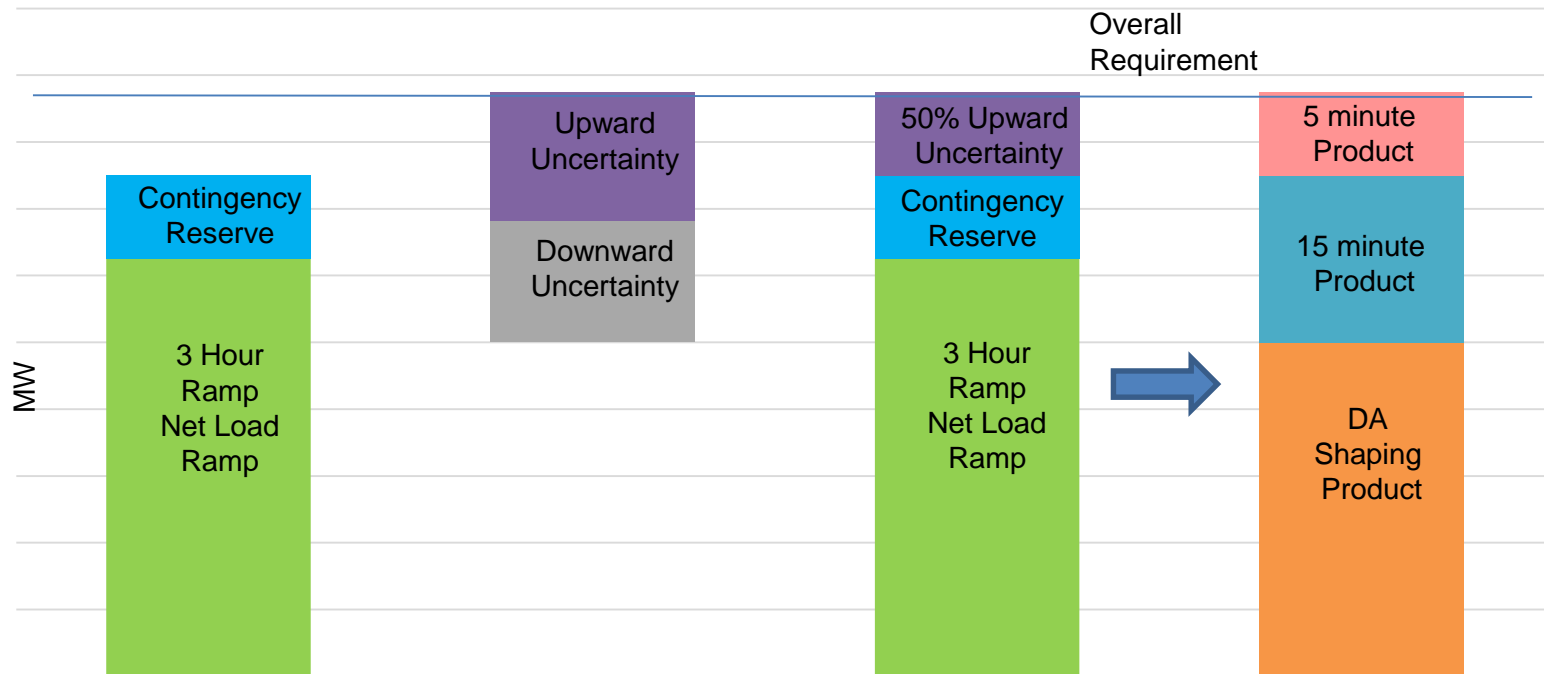 Overall
Requirement
Upward
Uncertainty
50% Upward
Uncertainty
5 minute
Product
Contingency
Reserve
Contingency
Reserve
Downward
Uncertainty
15 minute
Product
MW
3 Hour
Ramp
Net Load
Ramp
3 Hour
Ramp
Net Load
Ramp
DA
Shaping
Product